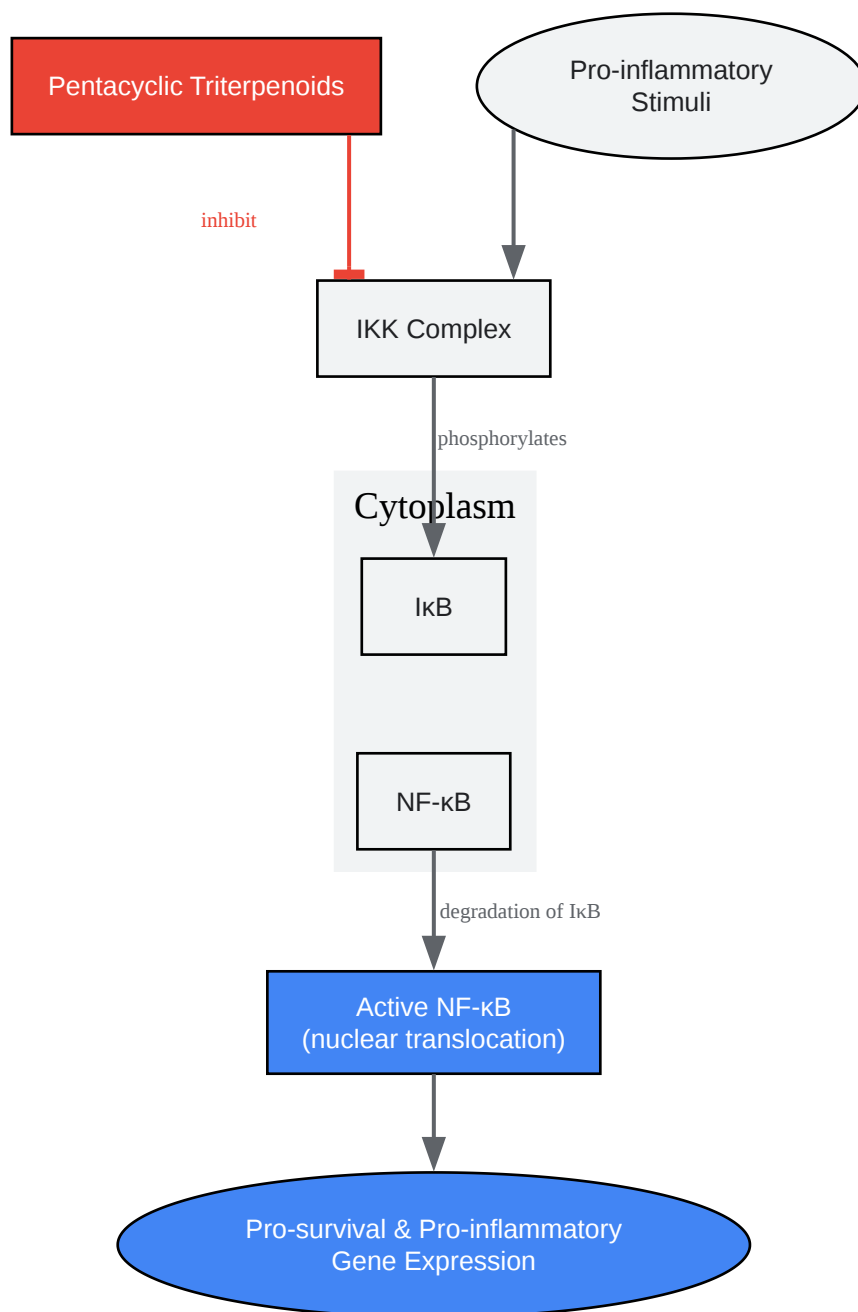 Pentacyclic Triterpenoids
Pro-inflammatory
Stimuli
inhibit
IKK Complex
phosphorylates
Cytoplasm
IκB
NF-κB
degradation of IκB
Active NF-κB
(nuclear translocation)
Pro-survival & Pro-inflammatory
Gene Expression